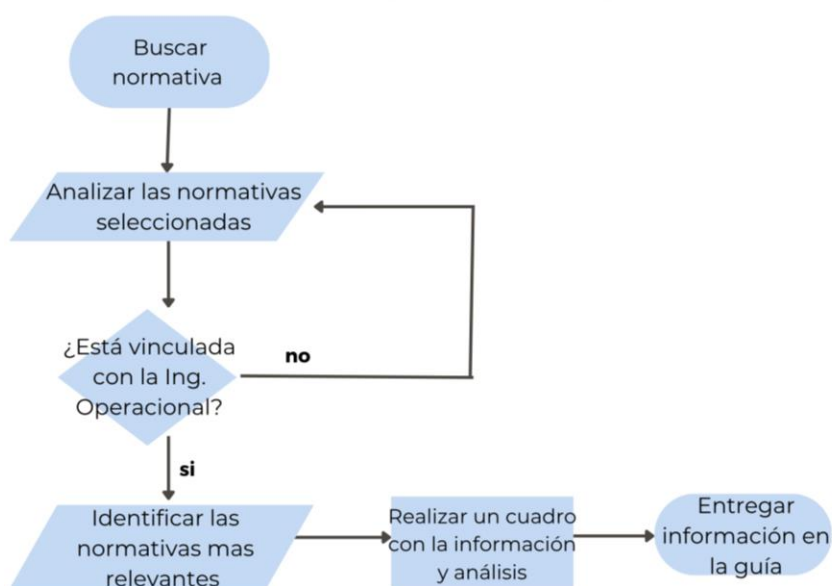 Buscar
normativa
Analizar las normativas
seleccionadas
¿Está vinculada
con la Ing.
Operacional?
no
si
Identificar las
normativas mas
relevantes
Realizar un cuadro
con la información
y análisis
Entregar
información en
la guía